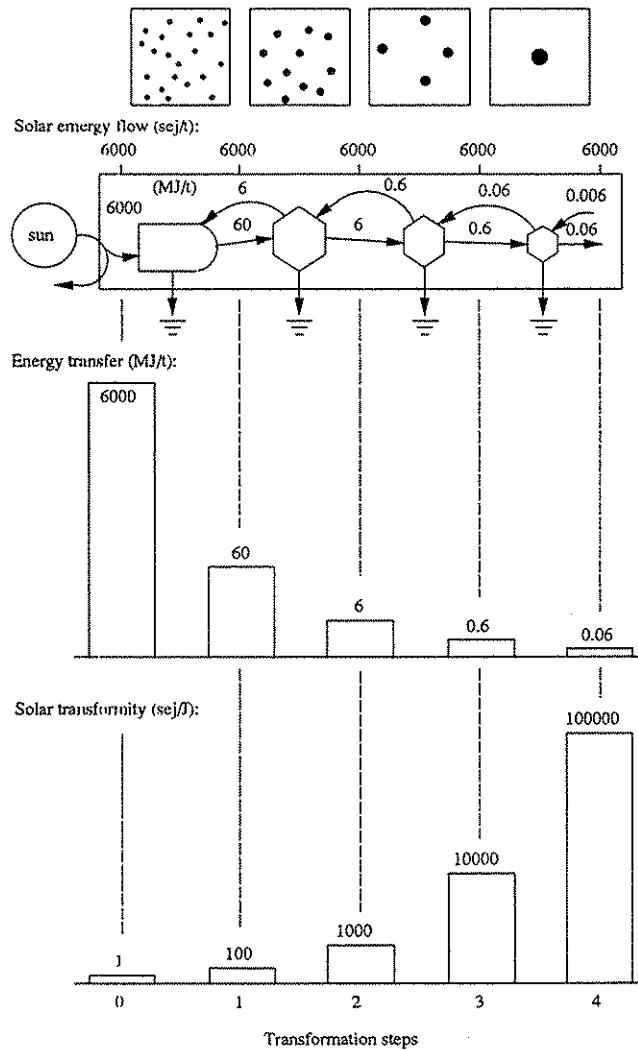 Solar emergy flow (sej/t):
6000 6000 6000 6000 6000
(MJ/t) 6 0.6 0.06 0.006
6000
sun 60 6 0.6 0.06
Energy transfer (MJ/t):
6000
60
6
0.6
0.06
Solar transformity (sej/J):
100000
10000
1000
100
1
0 1 2 3 4
Transformation steps